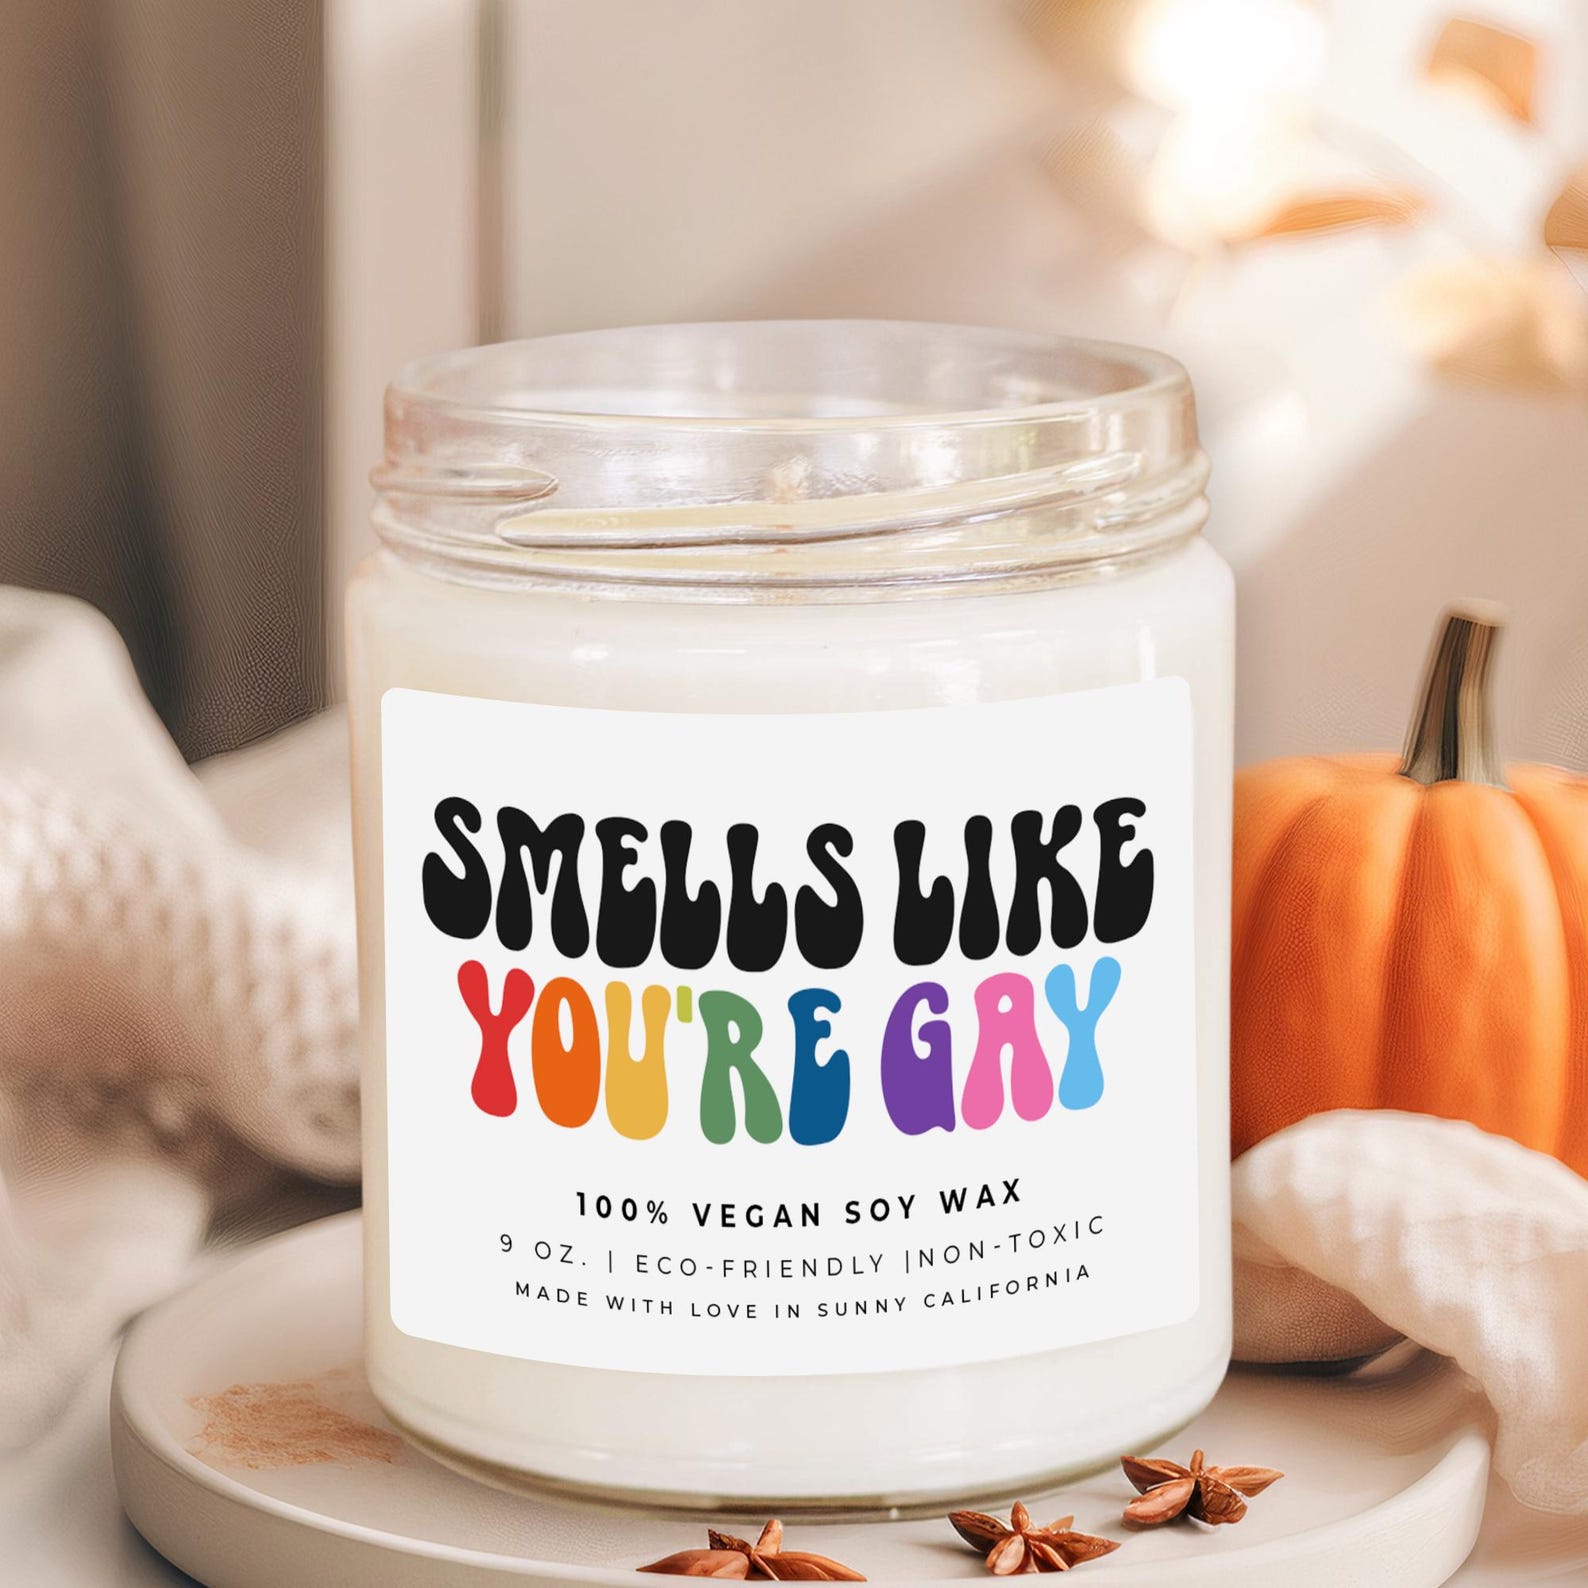 SMELLS LIKE
YOU'RE GAY
100% VEGAN SOY WAX
9 OZ. | ECO-FRIENDLY |NON-TOXIC
MADE WITH LOVE IN SUNNY CALIFORNIA